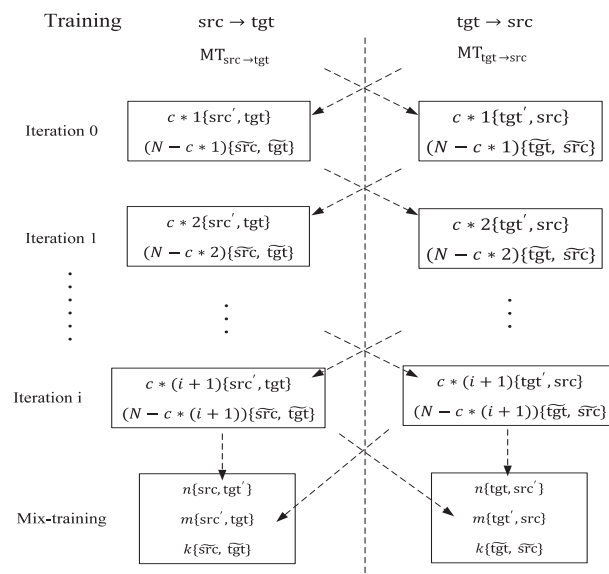 Training src → tgt tgt → src
MT_src→tgt MT_tgt→src
Iteration 0
c ∗ 1{src′, tgt}
(N − c ∗ 1){s͠rc, t͠gt}
c ∗ 1{tgt′, src}
(N − c ∗ 1){t͠gt, s͠rc}
Iteration 1
c ∗ 2{src′, tgt}
(N − c ∗ 2){s͠rc, t͠gt}
c ∗ 2{tgt′, src}
(N − c ∗ 2){t͠gt, s͠rc}
Iteration i
c ∗ (i + 1){src′, tgt}
(N − c ∗ (i + 1)){s͠rc, t͠gt}
c ∗ (i + 1){tgt′, src}
(N − c ∗ (i + 1)){t͠gt, s͠rc}
Mix-training
n{src, tgt′}
m{src′, tgt}
k{s͠rc, t͠gt}
n{tgt, src′}
m{tgt′, src}
k{t͠gt, s͠rc}